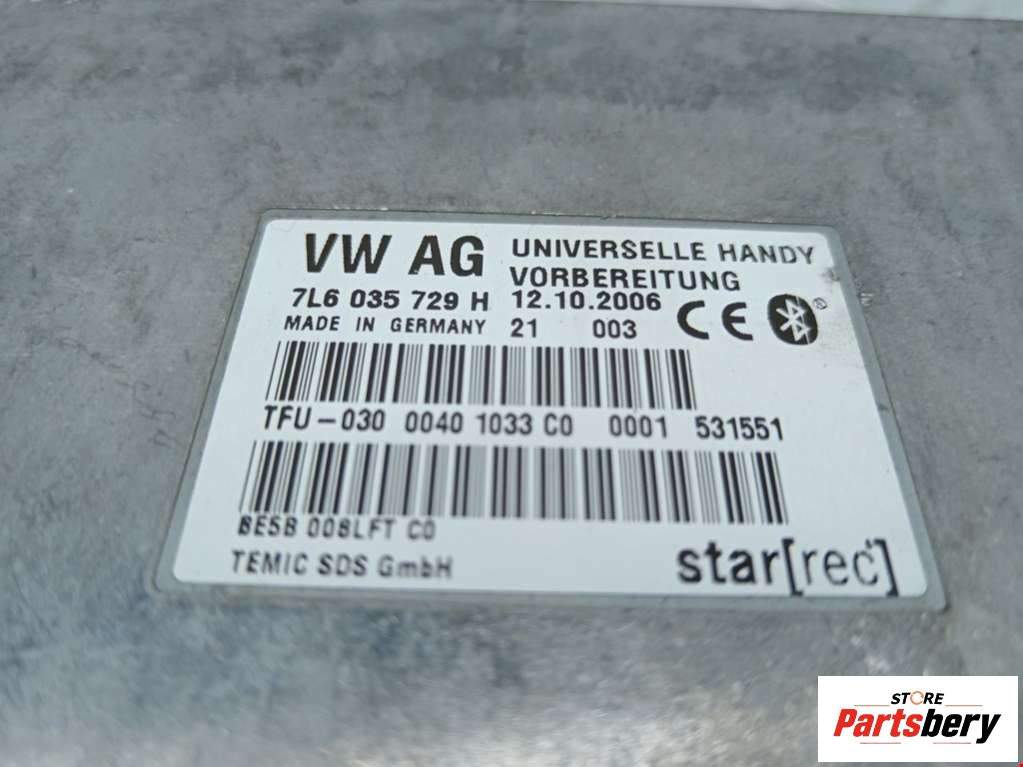 VW AG UNIVERSELLE HANDY
VORBEREITUNG
7L6 035 729 H 12.10.2006 CE
MADE IN GERMANY 21 003
TFU-030 0040 1033 C0 0001 531551
BE5B 008LFT C0
TEMIC SDS GmbH
star[rec]
STORE
Partsbery